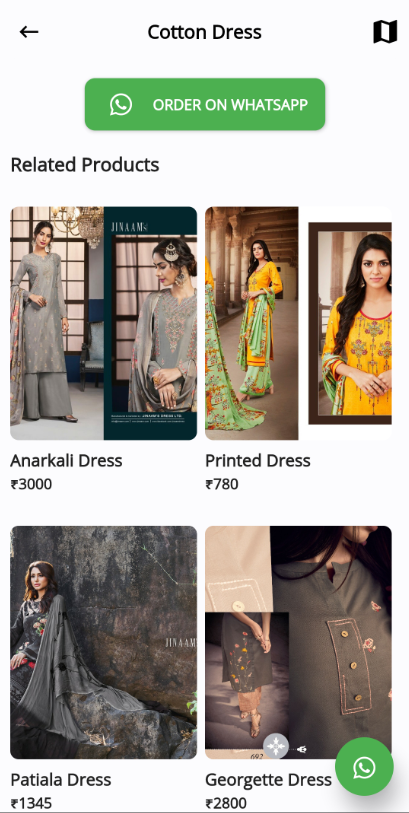 Cotton Dress
ORDER ON WHATSAPP
Related Products
JINAAM
Anarkali Dress
Printed Dress
₹3000
₹780
JINAAM
692
Patiala Dress
Georgette Dress
₹1345
₹2800